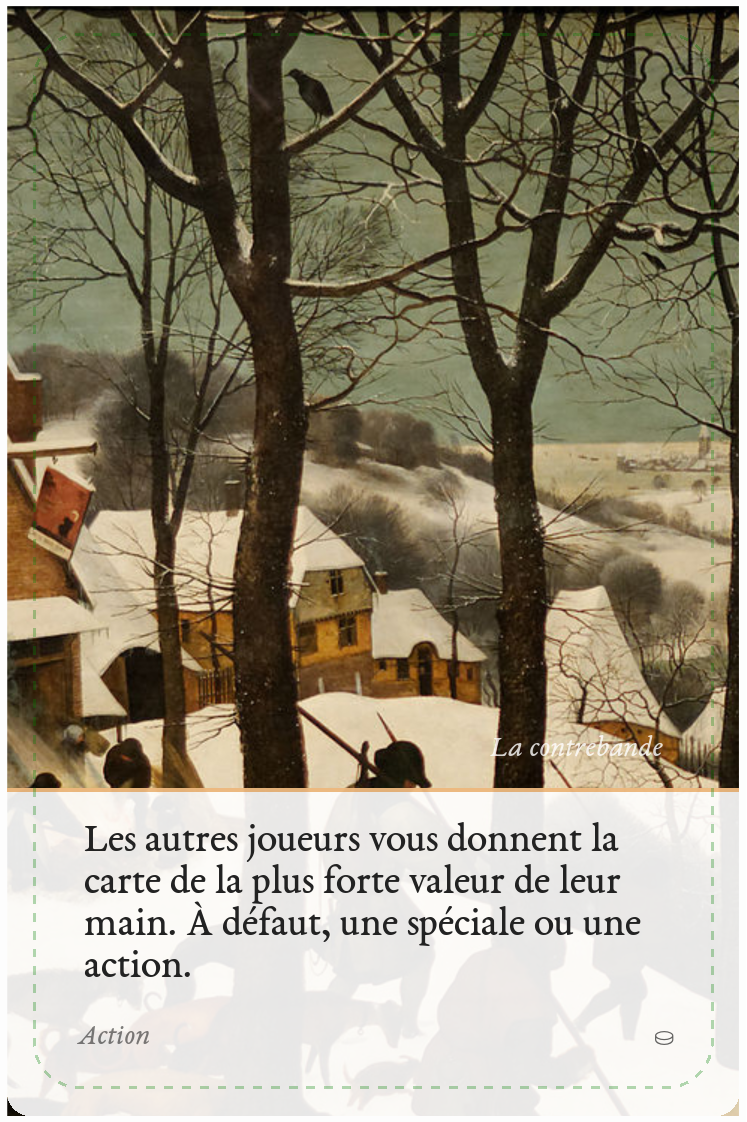 La contrebande
Les autres joueurs vous donnent la
carte de la plus forte valeur de leur
main. À défaut, une spéciale ou une
action.
Action